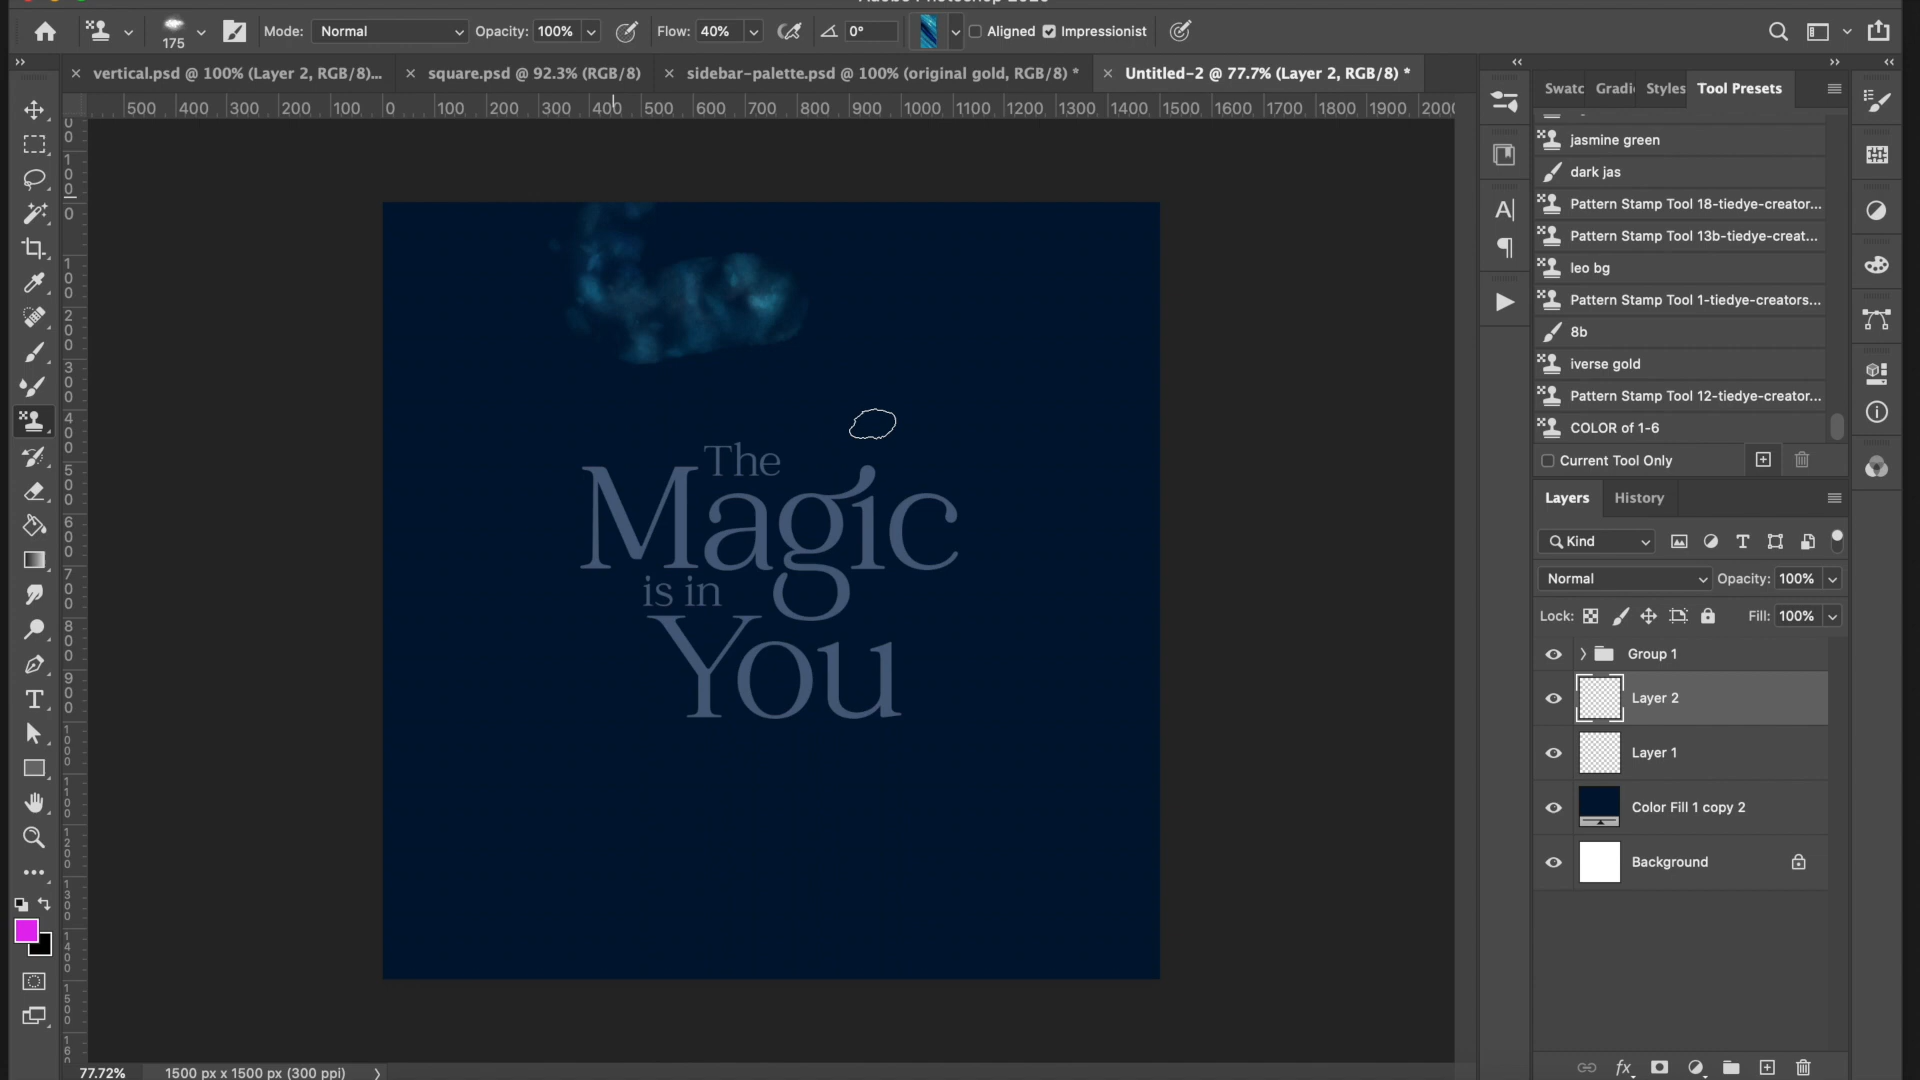 175
Mode:
Normal
Opacity:
100%
Flow:
40%
0°
Aligned
Impressionist
vertical.psd @ 100% (Layer 2, RGB/8)...
square.psd @ 92.3% (RGB/8)
sidebar-palette.psd @ 100% (original gold, RGB/8) *
Untitled-2 @ 77.7% (Layer 2, RGB/8) *
500 400 300 200 100 0 100 200 300 400 500 600 700 800 900 1000 1100 1200 1300 1400 1500 1600 1700 1800 1900
Swatc
Gradi
Styles
Tool Presets
jasmine green
dark jas
Pattern Stamp Tool 18-tiedye-creator...
Pattern Stamp Tool 13b-tiedye-creat...
leo bg
Pattern Stamp Tool 1-tiedye-creators...
8b
iverse gold
Pattern Stamp Tool 12-tiedye-creator...
COLOR of 1-6
Current Tool Only
Layers
History
Kind
Normal
Opacity:
100%
Lock:
Fill:
100%
Group 1
Layer 2
Layer 1
Color Fill 1 copy 2
Background
The
Magic
is in
You
77.72%
1500 px x 1500 px (300 ppi)